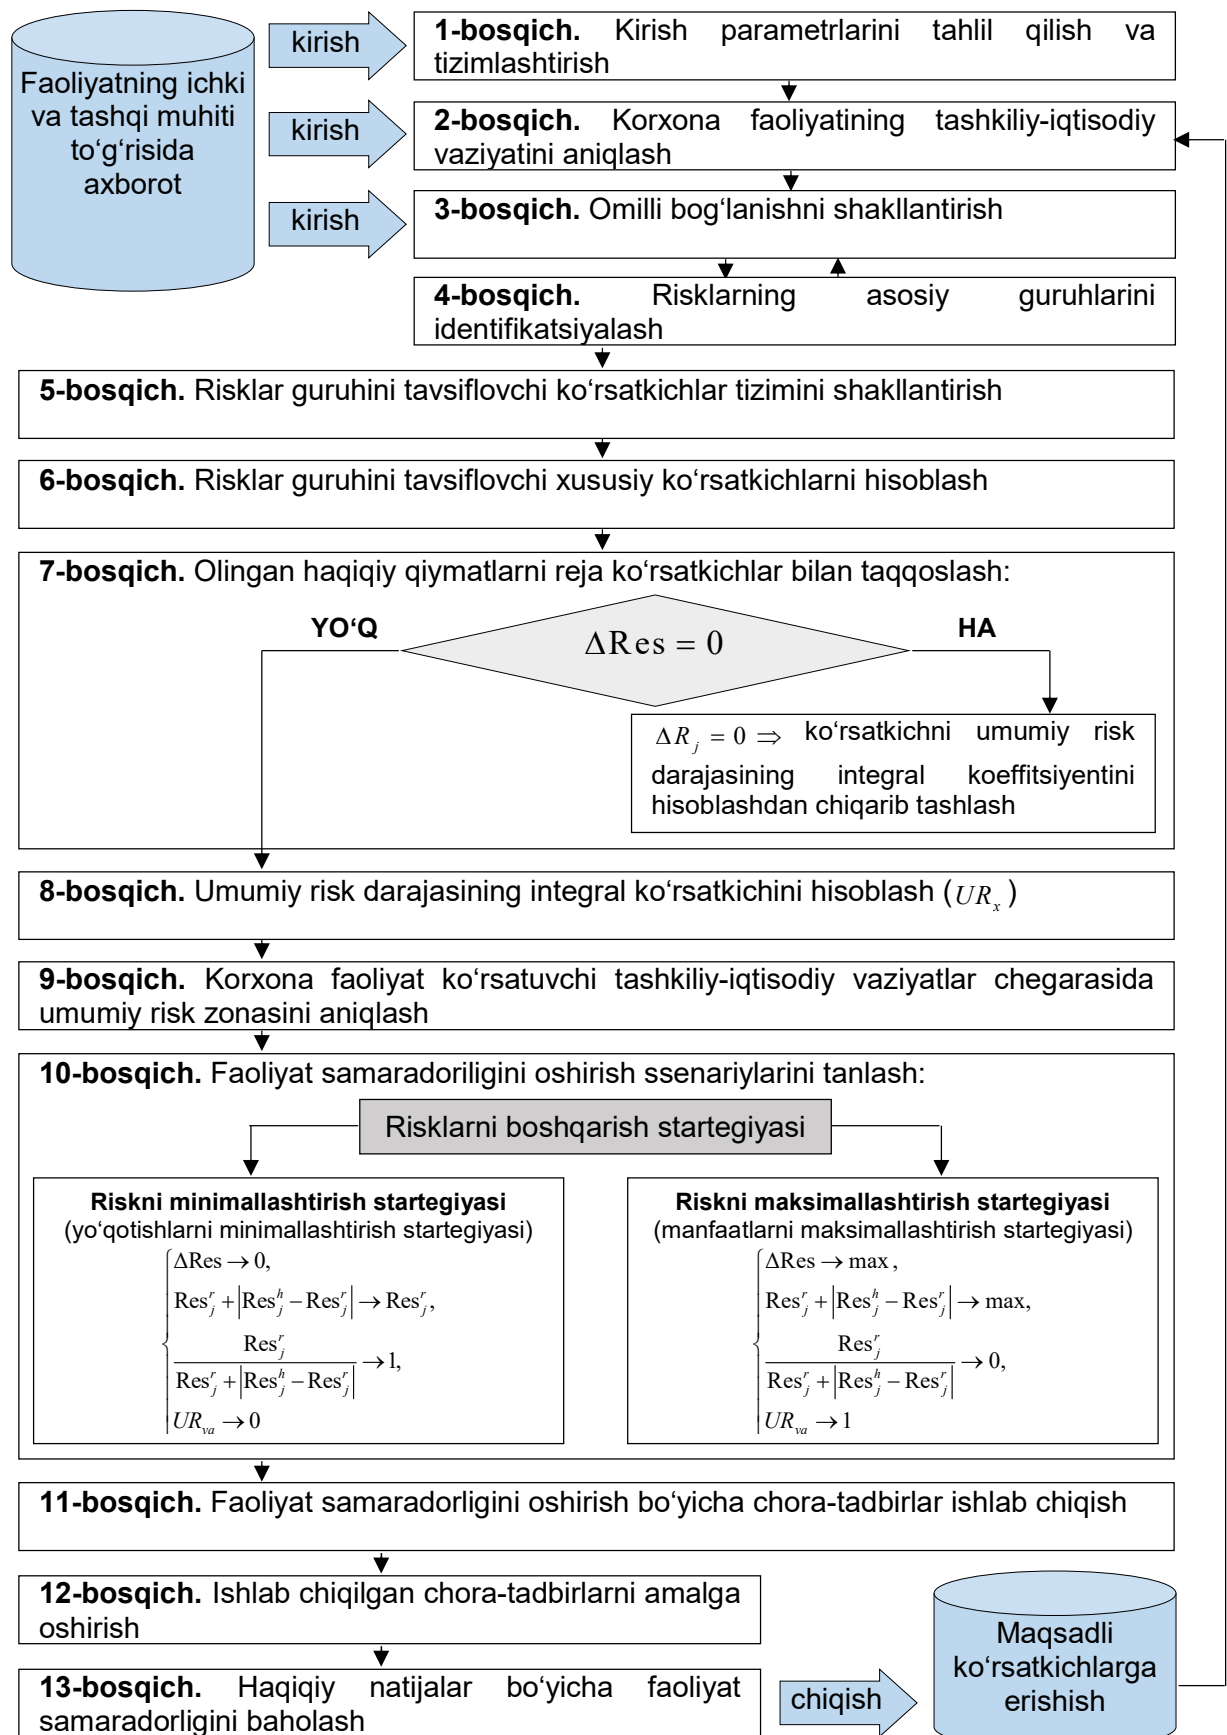 Faoliyatning ichki
va tashqi muhiti
to‘g‘risida
axborot
kirish
1-bosqich. Kirish parametrlarini tahlil qilish va
tizimlashtirish
kirish
2-bosqich. Korxona faoliyatining tashkiliy-iqtisodiy
vaziyatini aniqlash
kirish
3-bosqich. Omilli bog‘lanishni shakllantirish
4-bosqich. Risklarning asosiy guruhlarini
identifikatsiyalash
5-bosqich. Risklar guruhini tavsiflovchi ko‘rsatkichlar tizimini shakllantirish
6-bosqich. Risklar guruhini tavsiflovchi xususiy ko‘rsatkichlarni hisoblash
7-bosqich. Olingan haqiqiy qiymatlarni reja ko‘rsatkichlar bilan taqqoslash:
YO‘Q
ΔRes = 0
HA
ΔR_j = 0 ⇒ ko‘rsatkichni umumiy risk
darajasining integral koeffitsiyentini
hisoblashdan chiqarib tashlash
8-bosqich. Umumiy risk darajasining integral ko‘rsatkichini hisoblash (UR_x)
9-bosqich. Korxona faoliyat ko‘rsatuvchi tashkiliy-iqtisodiy vaziyatlar chegarasida
umumiy risk zonasini aniqlash
10-bosqich. Faoliyat samaradoriligini oshirish ssenariylarini tanlash:
Risklarni boshqarish startegiyasi
Riskni minimallashtirish startegiyasi
(yo‘qotishlarni minimallashtirish startegiyasi)
ΔRes → 0,
Res_j^r + |Res_j^h − Res_j^r| → Res_j^r,
Res_j^r / (Res_j^r + |Res_j^h − Res_j^r|) → 1,
UR_va → 0
Riskni maksimallashtirish startegiyasi
(manfaatlarni maksimallashtirish startegiyasi)
ΔRes → max,
Res_j^r + |Res_j^h − Res_j^r| → max,
Res_j^r / (Res_j^r + |Res_j^h − Res_j^r|) → 0,
UR_va → 1
11-bosqich. Faoliyat samaradorligini oshirish bo‘yicha chora-tadbirlar ishlab chiqish
12-bosqich. Ishlab chiqilgan chora-tadbirlarni amalga
oshirish
13-bosqich. Haqiqiy natijalar bo‘yicha faoliyat
samaradorligini baholash
chiqish
Maqsadli
ko‘rsatkichlarga
erishish